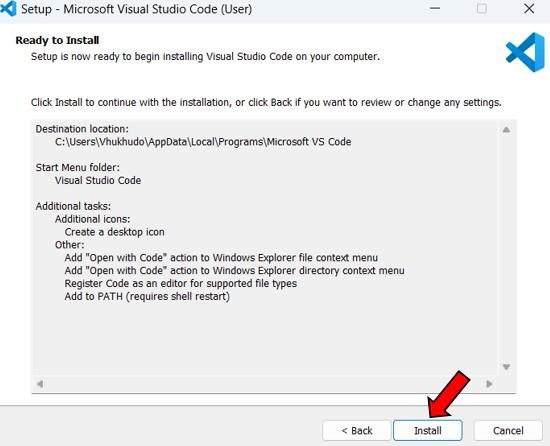 Setup - Microsoft Visual Studio Code (User)
Ready to Install
Setup is now ready to begin installing Visual Studio Code on your computer.
Click Install to continue with the installation, or click Back if you want to review or change any settings.
Destination location:
C:\Users\Vhukhudo\AppData\Local\Programs\Microsoft VS Code
Start Menu folder:
Visual Studio Code
Additional tasks:
Additional icons:
Create a desktop icon
Other:
Add "Open with Code" action to Windows Explorer file context menu
Add "Open with Code" action to Windows Explorer directory context menu
Register Code as an editor for supported file types
Add to PATH (requires shell restart)
< Back
Install
Cancel